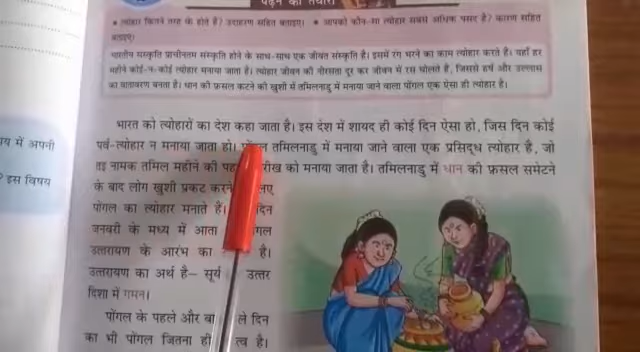 पढ़ने की तैयारी
• त्योहार कितने तरह के होते हैं? उदाहरण सहित बताइए। • आपको कौन-सा त्योहार सबसे अधिक पसंद है? कारण सहित
बताइए।
भारतीय संस्कृति प्राचीनतम संस्कृति होने के साथ-साथ एक जीवंत संस्कृति है। इसमें रंग भरने का काम त्योहार करते हैं। यहाँ हर
महीने कोई-न-कोई त्योहार मनाया जाता है। त्योहार जीवन की नीरसता दूर कर जीवन में रस घोलते हैं, जिससे हर्ष और उल्लास
का वातावरण बनता है। धान की फ़सल कटने की खुशी में तमिलनाडु में मनाया जाने वाला पोंगल एक ऐसा ही त्योहार है।
भारत को त्योहारों का देश कहा जाता है। इस देश में शायद ही कोई दिन ऐसा हो, जिस दिन कोई
पर्व-त्योहार न मनाया जाता हो। तमिलनाडु में मनाया जाने वाला एक प्रसिद्ध त्योहार है, जो
तइ नामक तमिल महीने की को मनाया जाता है। तमिलनाडु में धान की फ़सल समेटने
के बाद लोग खुशी प्रकट करने
पोंगल का त्योहार मनाते हैं। दिन
जनवरी के मध्य में आता
उत्तरायण के आरंभ का है।
उत्तरायण का अर्थ है– सूर्य उत्तर
दिशा में गमन।
पोंगल के पहले और दिन
का भी पोंगल जितना ही है।
य में अपनी
? इस विषय